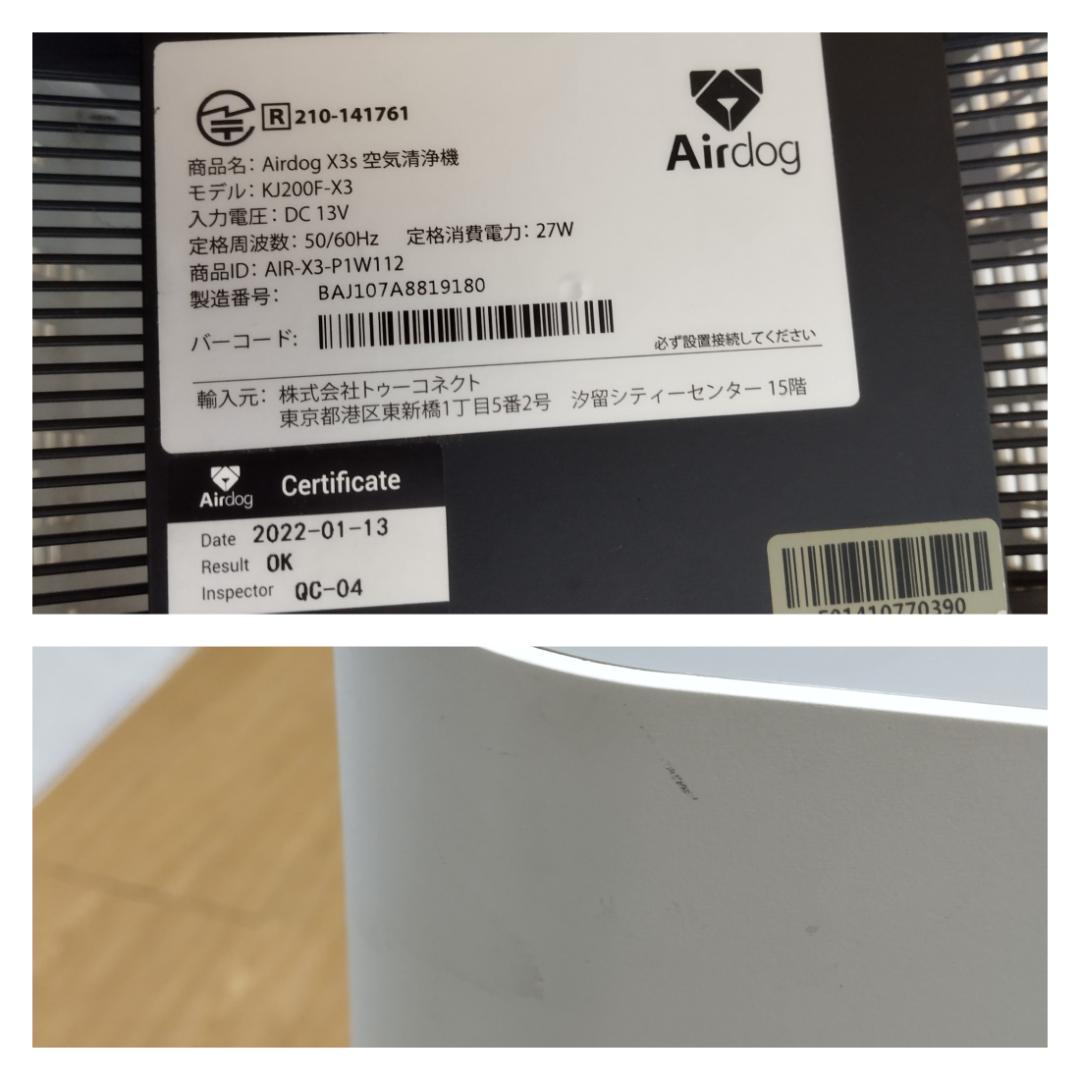 R 210-141761
Airdog
商品名: Airdog X3s 空気清浄機
モデル: KJ200F-X3
入力電圧: DC 13V
定格周波数: 50/60Hz 定格消費電力: 27W
商品ID: AIR-X3-P1W112
製造番号: BAJ107A8819180
バーコード:
必ず設置接続してください
輸入元: 株式会社トゥーコネクト
東京都港区東新橋1丁目5番2号 汐留シティーセンター 15階
Airdog Certificate
Date 2022-01-13
Result OK
Inspector QC-04